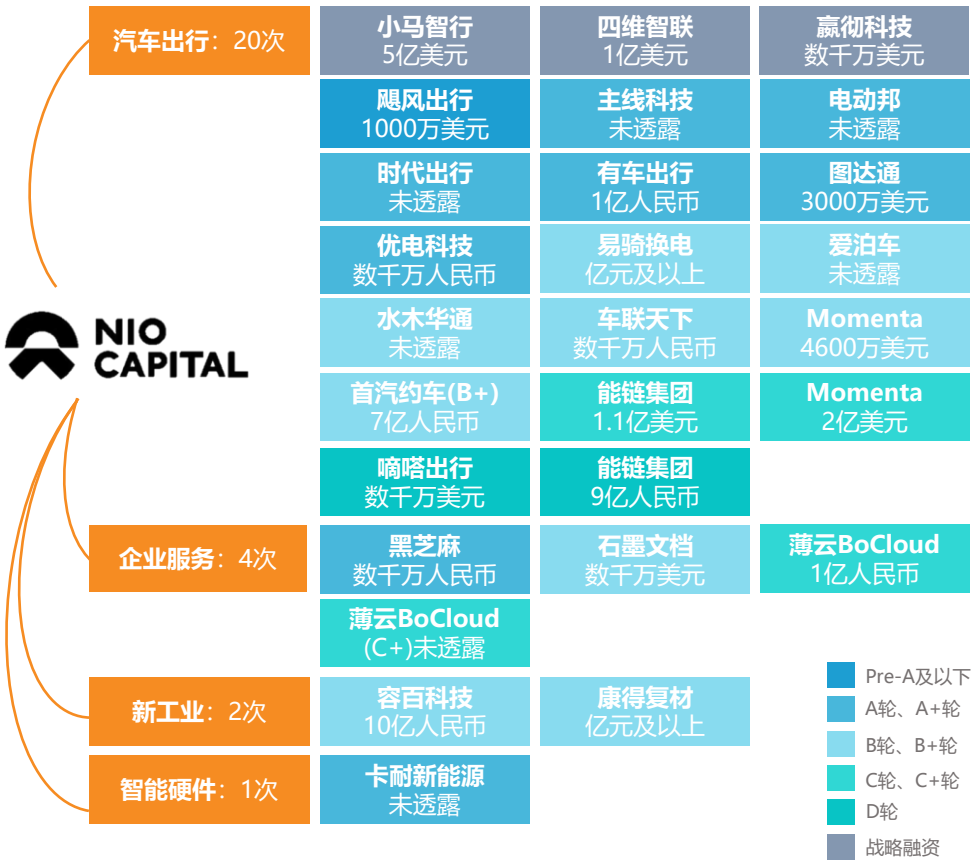 汽车出行：20次
小马智行
5亿美元
四维智联
1亿美元
赢彻科技
数千万美元
飓风出行
1000万美元
主线科技
未透露
电动邦
未透露
时代出行
未透露
有车出行
1亿人民币
图达通
3000万美元
优电科技
数千万人民币
易骑换电
亿元及以上
爱泊车
未透露
NIO
CAPITAL
水木华通
未透露
车联天下
数千万人民币
Momenta
4600万美元
首汽约车(B+)
7亿人民币
能链集团
1.1亿美元
Momenta
2亿美元
嘀嗒出行
数千万美元
能链集团
9亿人民币
企业服务：4次
黑芝麻
数千万人民币
石墨文档
数千万美元
薄云BoCloud
1亿人民币
薄云BoCloud
(C+)未透露
新工业：2次
容百科技
10亿人民币
康得复材
亿元及以上
智能硬件：1次
卡耐新能源
未透露
Pre-A及以下
A轮、A+轮
B轮、B+轮
C轮、C+轮
D轮
战略融资